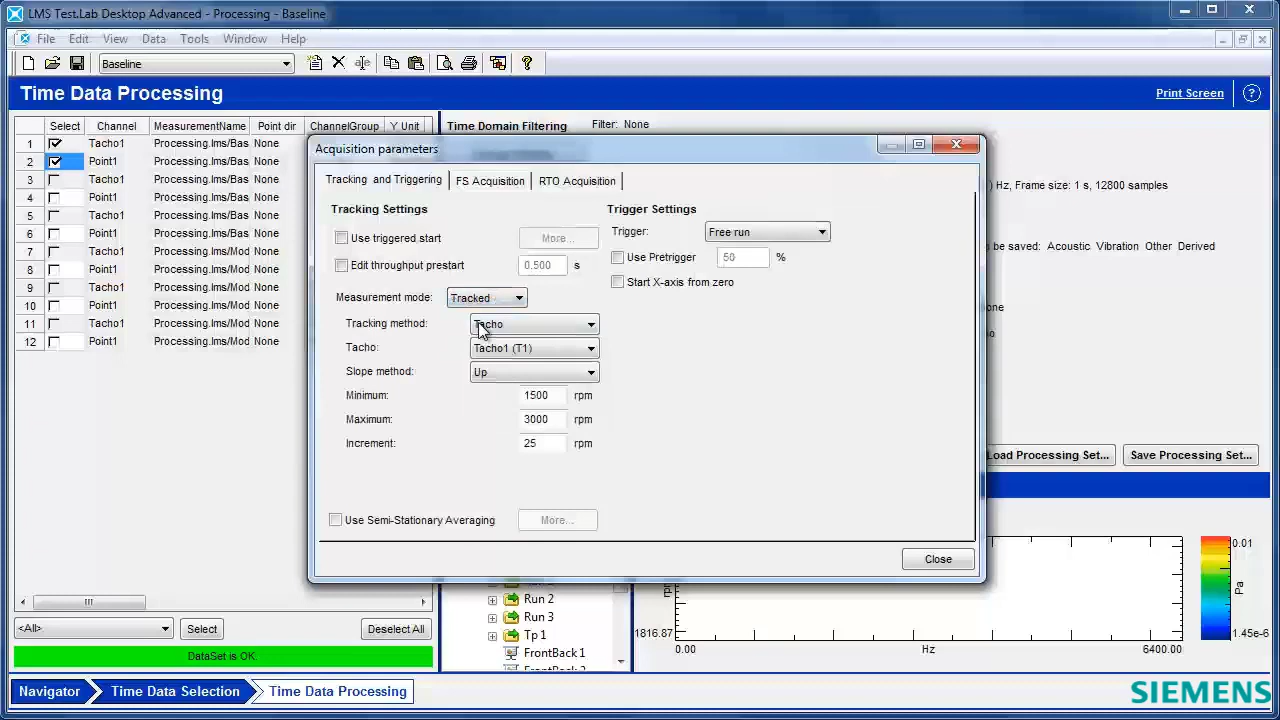 LMS Test.Lab Desktop Advanced - Processing - Baseline
File Edit View Data Tools Window Help
Baseline
Time Data Processing
Print Screen
Select Channel MeasurementName Point dir ChannelGroup Y Unit
1 Tacho1 Processing.lms/Bas None
2 Point1 Processing.lms/Bas None
3 Tacho1 Processing.lms/Bas None
4 Point1 Processing.lms/Bas None
5 Tacho1 Processing.lms/Bas None
6 Point1 Processing.lms/Bas None
7 Tacho1 Processing.lms/Mod None
8 Point1 Processing.lms/Mod None
9 Tacho1 Processing.lms/Mod None
10 Point1 Processing.lms/Mod None
11 Tacho1 Processing.lms/Mod None
12 Point1 Processing.lms/Mod None
<All> Select Deselect All
DataSet is OK.
Time Domain Filtering Filter: None
Acquisition parameters
Tracking and Triggering FS Acquisition RTO Acquisition
Tracking Settings
Use triggered start More...
Edit throughput prestart 0.500 s
Measurement mode: Tracked
Tracking method: Tacho
Tacho: Tacho1 (T1)
Slope method: Up
Minimum: 1500 rpm
Maximum: 3000 rpm
Increment: 25 rpm
Use Semi-Stationary Averaging More...
Trigger Settings
Trigger: Free run
Use Pretrigger 50 %
Start X-axis from zero
Close
) Hz, Frame size: 1 s, 12800 samples
be saved: Acoustic Vibration Other Derived
one
Load Processing Set... Save Processing Set...
Run 2
Run 3
Tp 1
FrontBack 1
rpm
1816.87
0.00 Hz 6400.00
0.01
Pa
1.45e-6
Navigator Time Data Selection Time Data Processing
SIEMENS